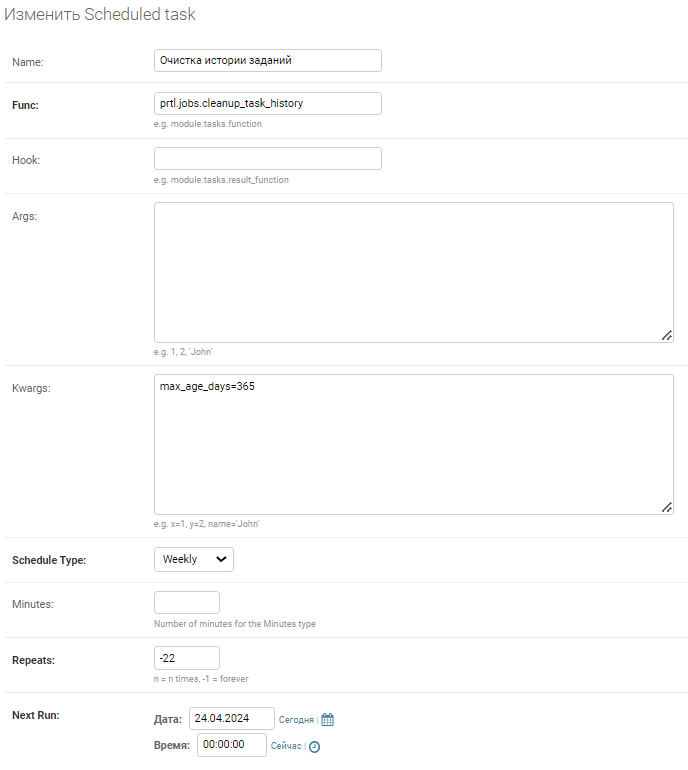 Изменить Scheduled task
Name: Очистка истории заданий
Func: prtl.jobs.cleanup_task_history
e.g. module.tasks.function
Hook:
e.g. module.tasks.result_function
Args:
e.g. 1, 2, 'John'
Kwargs: max_age_days=365
e.g. x=1, y=2, name='John'
Schedule Type: Weekly
Minutes:
Number of minutes for the Minutes type
Repeats: -22
n = n times, -1 = forever
Next Run: Дата: 24.04.2024 Сегодня |
Время: 00:00:00 Сейчас |